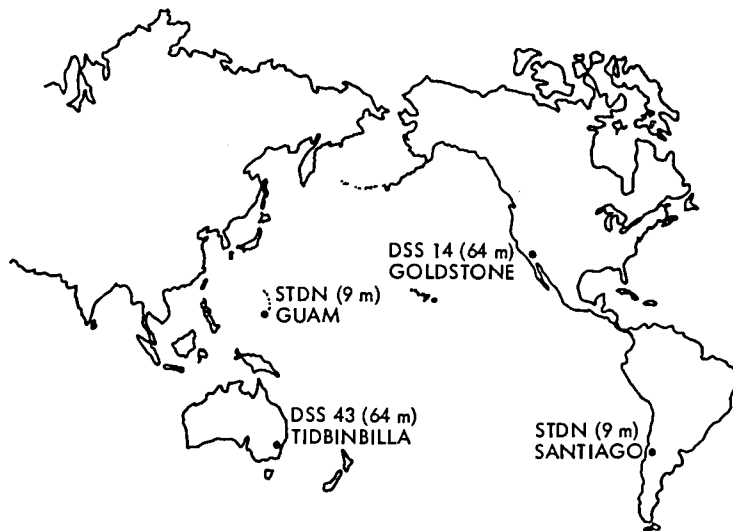 DSS 14 (64 m)
GOLDSTONE
STDN (9 m)
GUAM
DSS 43 (64 m)
TIDBINBILLA
STDN (9 m)
SANTIAGO